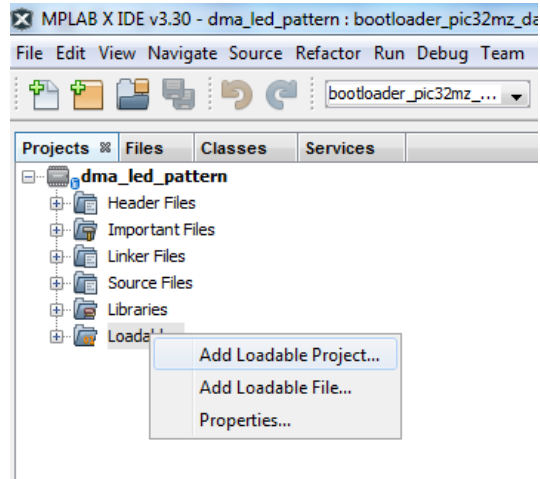 MPLAB X IDE v3.30 - dma_led_pattern : bootloader_pic32mz_da
File Edit View Navigate Source Refactor Run Debug Team
bootloader_pic32mz_...
Projects Files Classes Services
dma_led_pattern
Header Files
Important Files
Linker Files
Source Files
Libraries
Add Loadable Project...
Add Loadable File...
Properties...